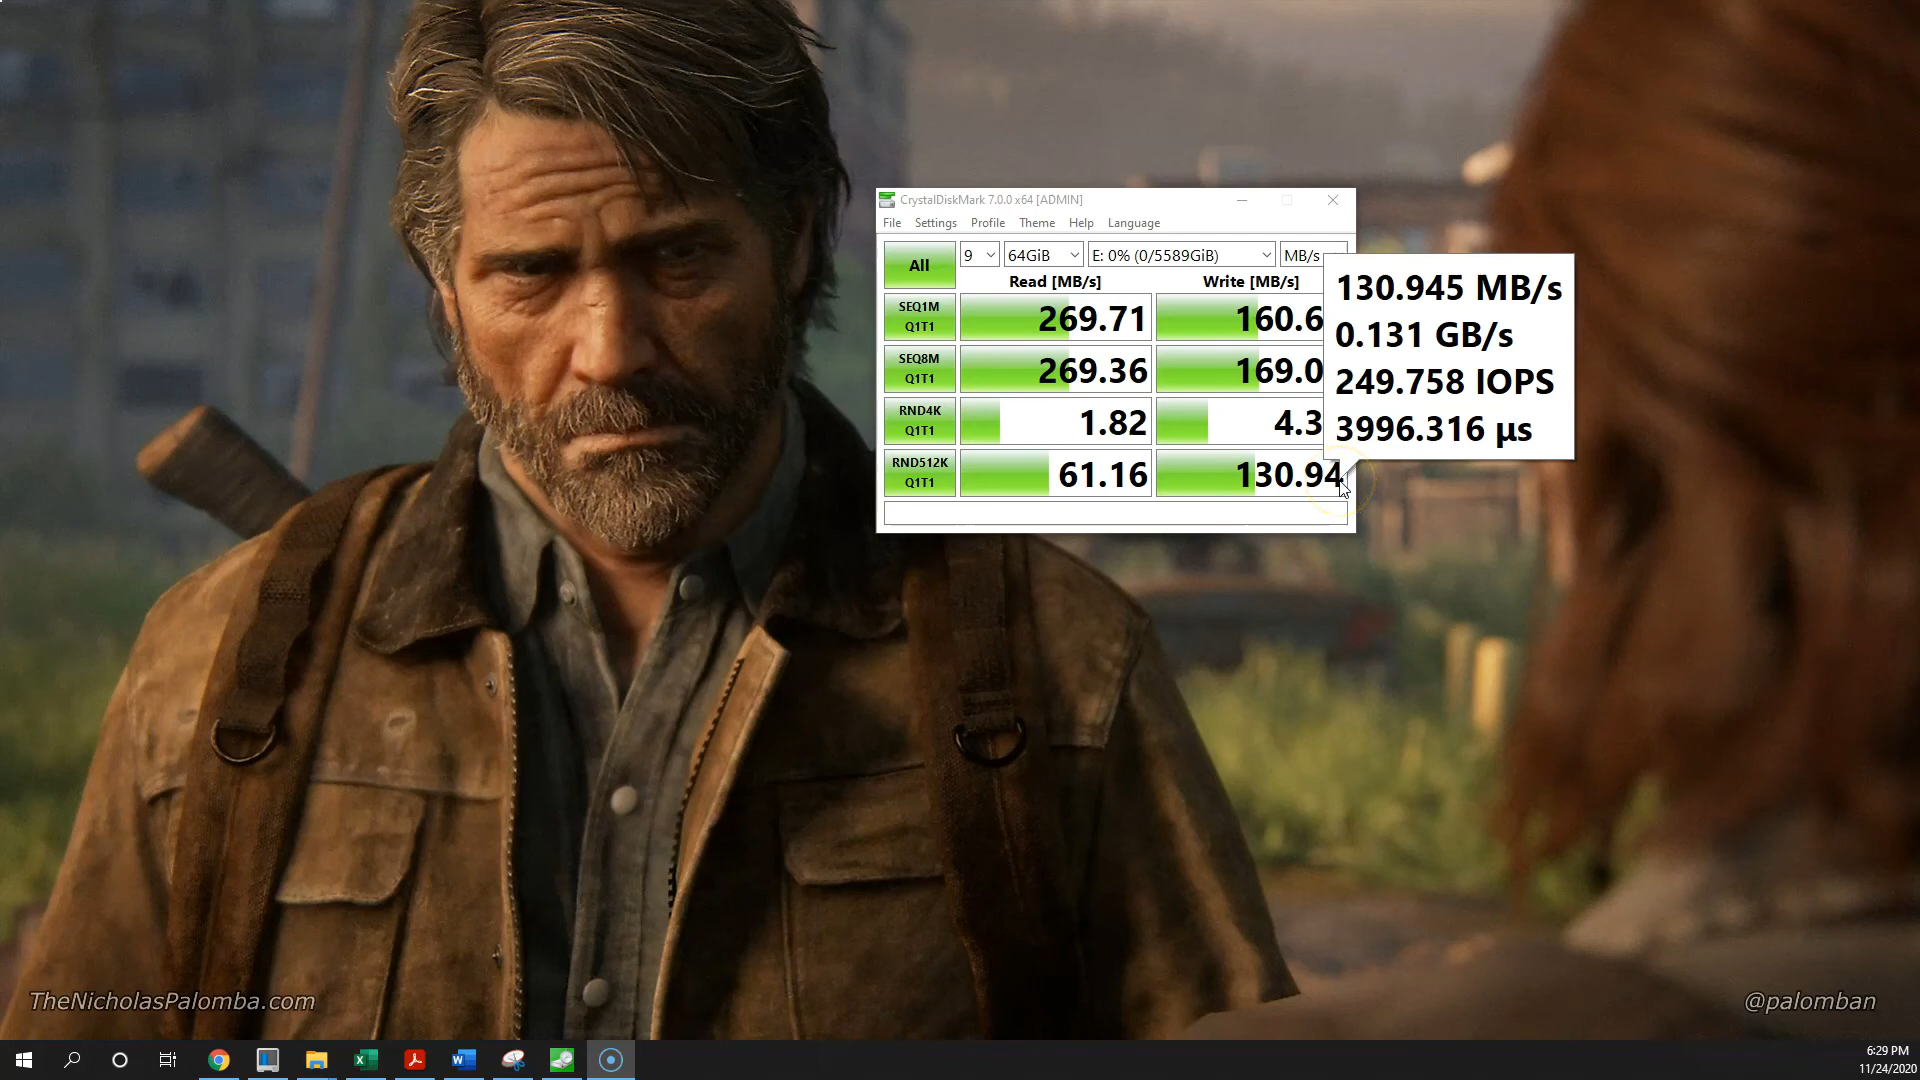 CrystalDiskMark 7.0.0 x64 [ADMIN]
File Settings Profile Theme Help Language
All 9 64GiB E: 0% (0/5589GiB) MB/s
Read [MB/s] Write [MB/s]
SEQ1M
Q1T1
269.71 160.6
SEQ8M
Q1T1
269.36 169.0
RND4K
Q1T1
1.82 4.3
RND512K
Q1T1
61.16 130.94
130.945 MB/s
0.131 GB/s
249.758 IOPS
3996.316 µs
TheNicholasPalomba.com
@palomban
6:29 PM
11/24/2020